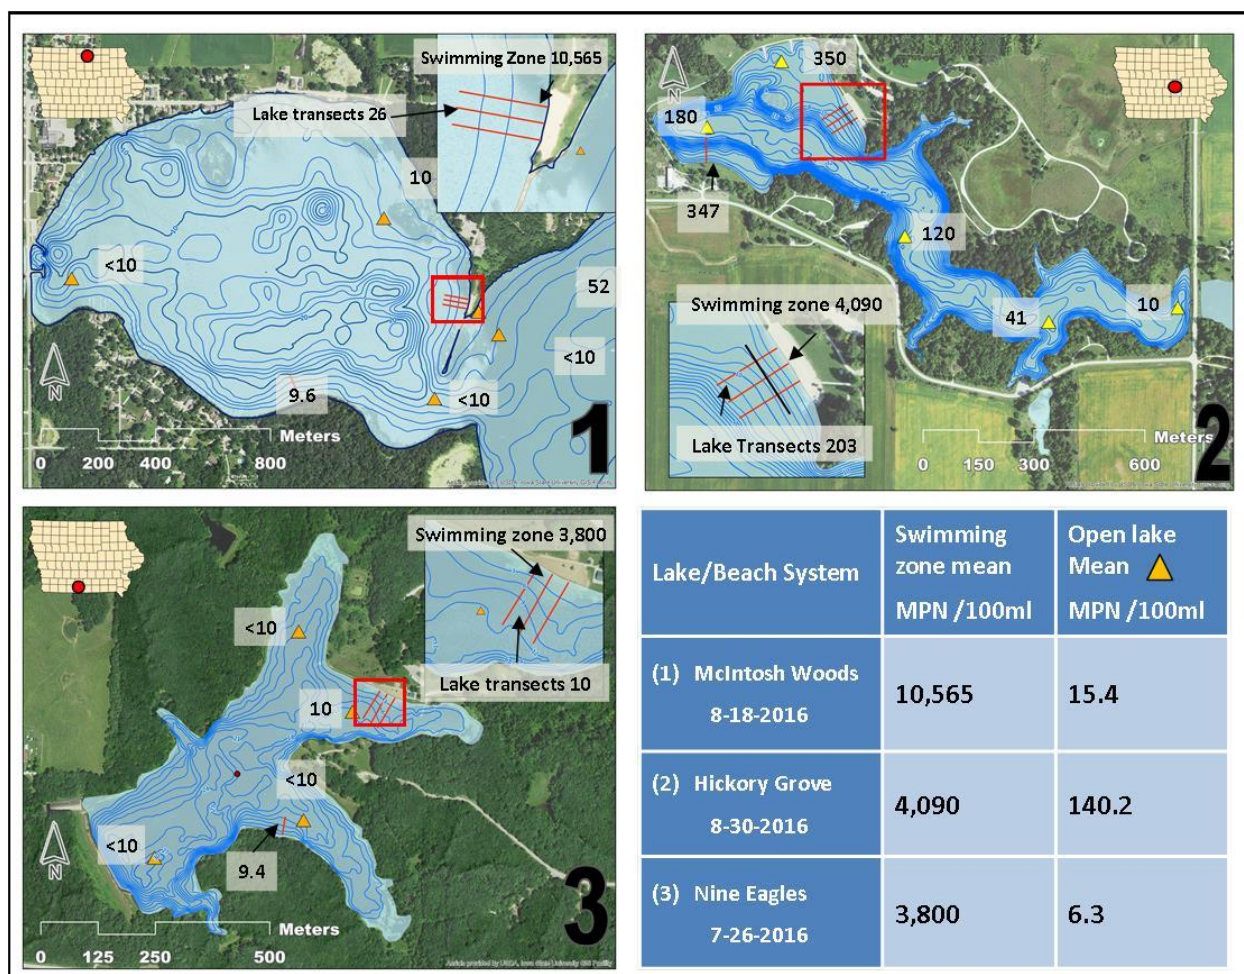 Swimming Zone 10,565
Lake transects 26
10
<10
52
<10
<10
9.6
N
Meters
0 200 400 800
1
350
180
347
120
Swimming zone 4,090
41
10
Lake Transects 203
N
Meters
0 150 300 600
2
Swimming zone 3,800
<10
Lake transects 10
10
<10
<10
9.4
N
Meters
0 125 250 500
3
Lake/Beach System
Swimming
zone mean
MPN /100ml
Open lake
Mean
MPN /100ml
(1) McIntosh Woods
8-18-2016
10,565
15.4
(2) Hickory Grove
8-30-2016
4,090
140.2
(3) Nine Eagles
7-26-2016
3,800
6.3